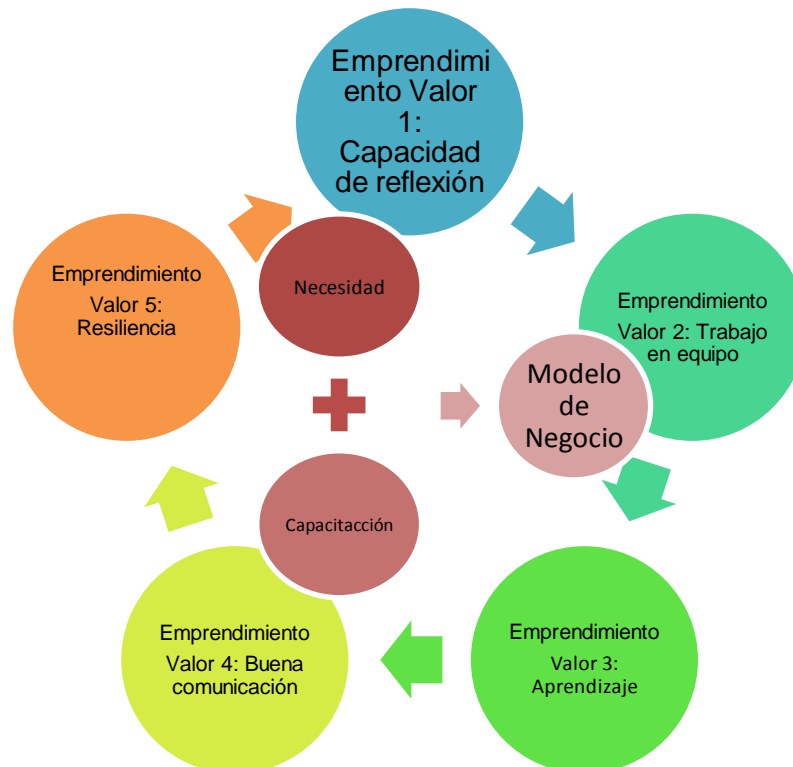 Emprendimi
ento Valor
1:
Capacidad
de reflexión
Necesidad
Emprendimiento
Valor 5:
Resiliencia
Emprendimiento
Valor 2: Trabajo
en equipo
Modelo
de
Negocio
Capacitacción
Emprendimiento
Valor 4: Buena
comunicación
Emprendimiento
Valor 3:
Aprendizaje